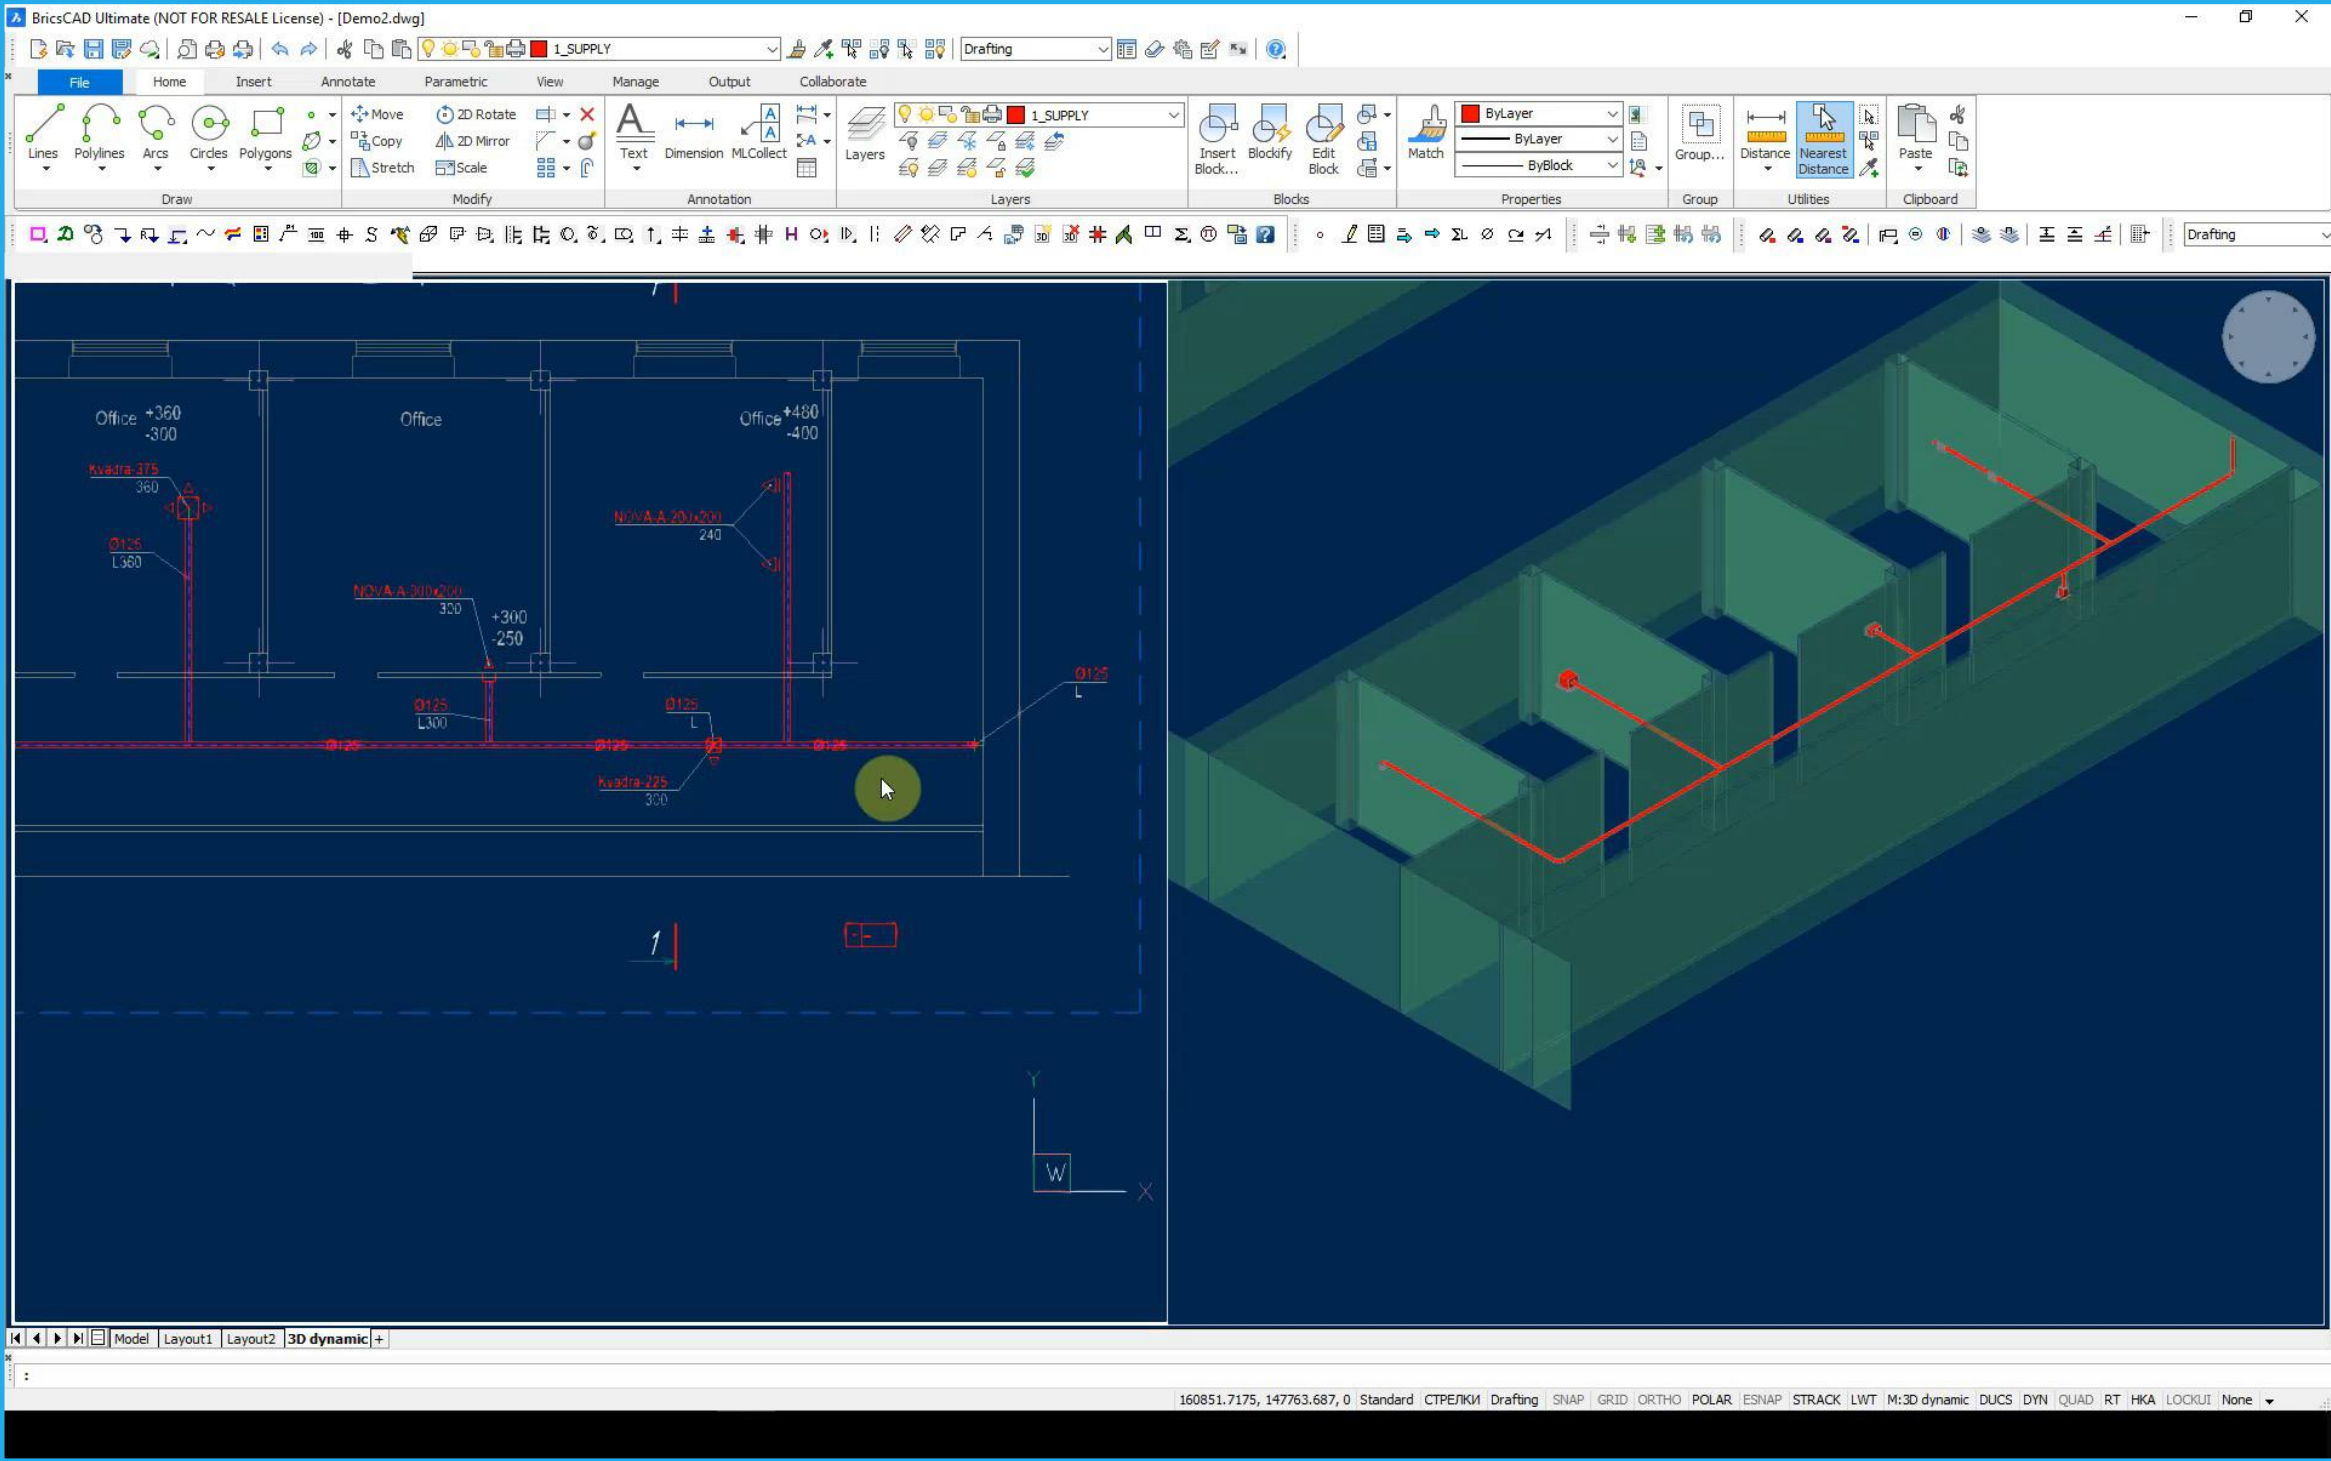 BricsCAD Ultimate (NOT FOR RESALE License) - [Demo2.dwg]
1_SUPPLY
Drafting
File Home Insert Annotate Parametric View Manage Output Collaborate
Lines Polylines Arcs Circles Polygons
Move 2D Rotate
Copy 2D Mirror
Stretch Scale
Text Dimension MLCollect
Layers
1_SUPPLY
Insert Block... Blockify Edit Block
Match
ByLayer
ByLayer
ByBlock
Group...
Distance Nearest Distance
Paste
Draw Modify Annotation Layers Blocks Properties Group Utilities Clipboard
Drafting
Office +360
-300
Office
Office +480
-400
Kvadra-375
360
Ø125
L360
NOVA-A-200x200
240
NOVA-A-300x200
300
+300
-250
Ø125
L300
Ø125
L
Ø125
L
Ø125 Ø125 Ø125
Kvadra-225
300
1
Y
W
X
Model Layout1 Layout2 3D dynamic +
:
160851.7175, 147763.687, 0 Standard СТРЕЛКИ Drafting SNAP GRID ORTHO POLAR ESNAP STRACK LWT M:3D dynamic DUCS DYN QUAD RT HKA LOCKUI None